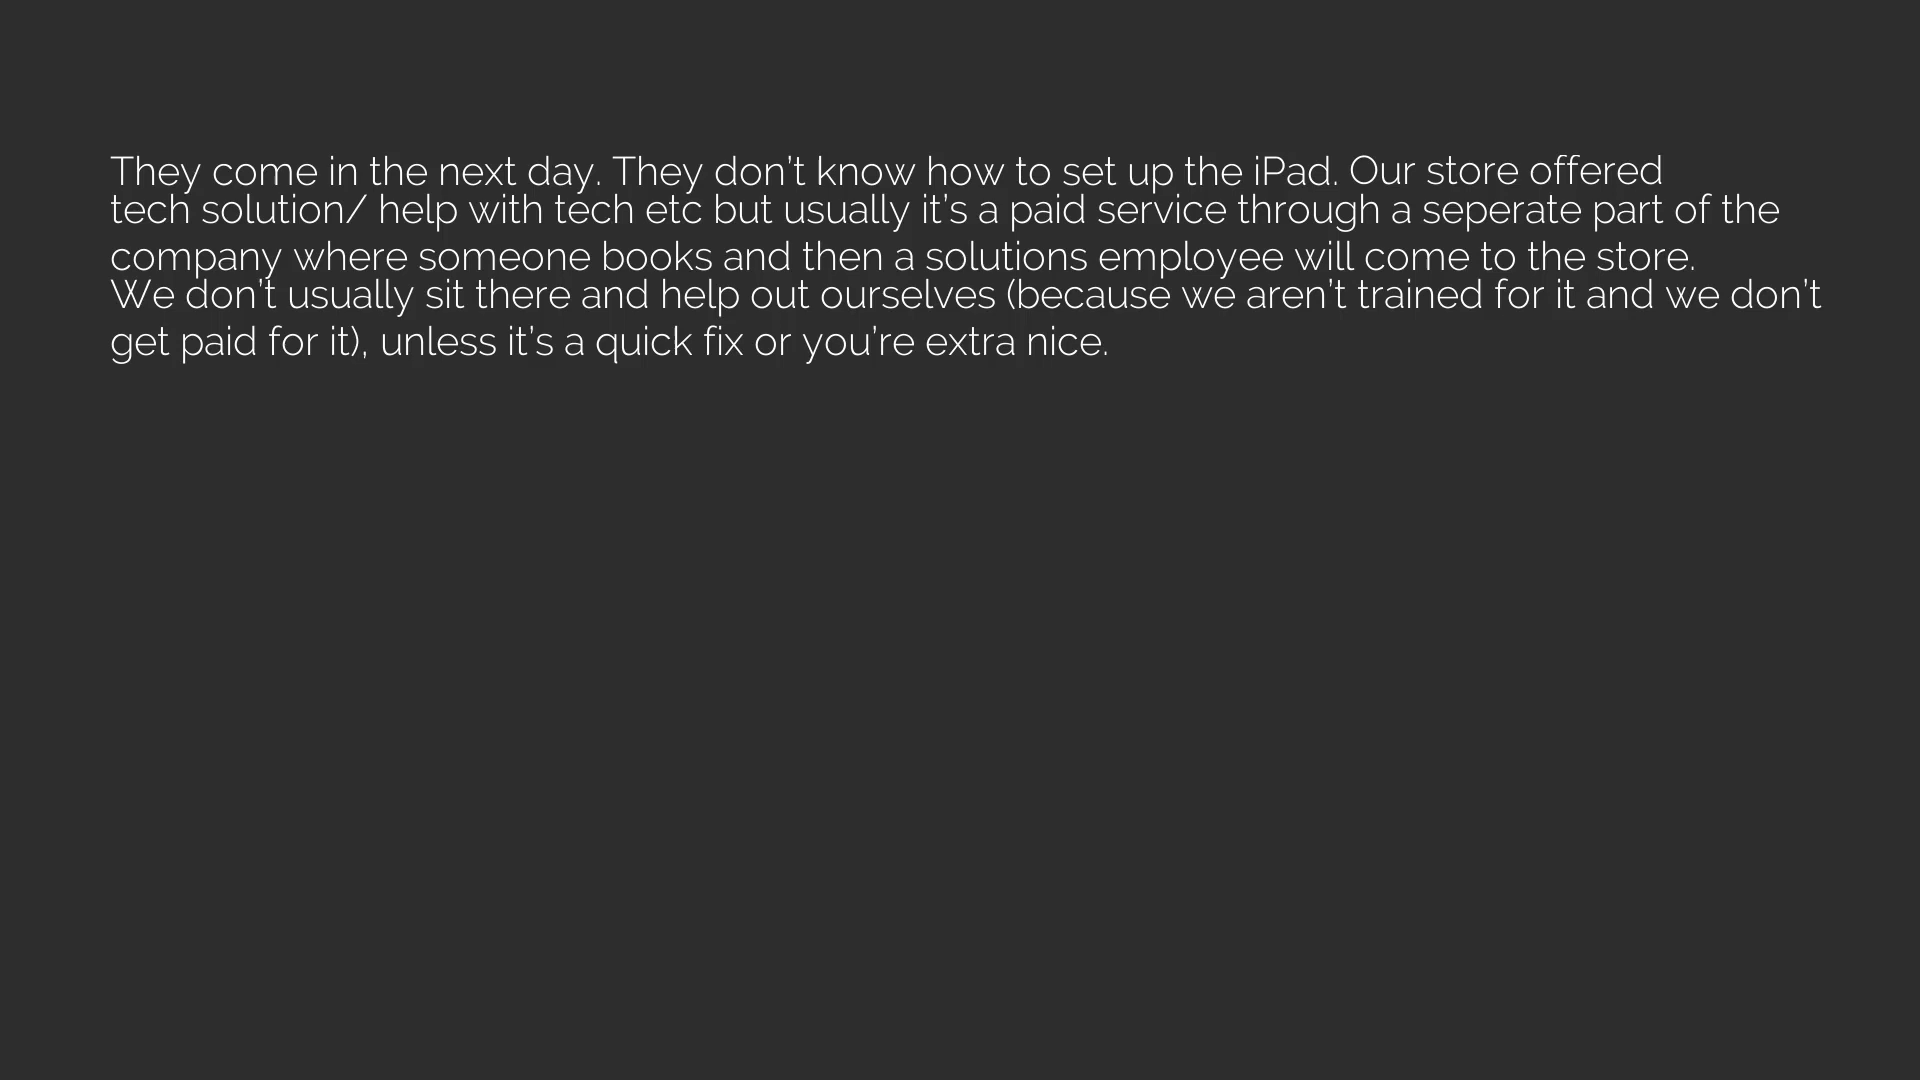 They come in the next day. They don't know how to set up the iPad. Our store offered
tech solution/ help with tech etc but usually it's a paid service through a seperate part of the
company where someone books and then a solutions employee will come to the store.
We don't usually sit there and help out ourselves (because we aren't trained for it and we don't
get paid for it), unless it's a quick fix or you're extra nice.